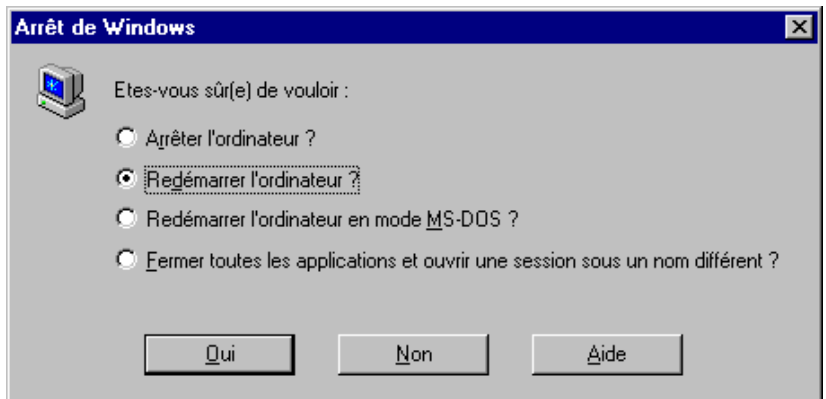 Arrêt de Windows
Etes-vous sûr(e) de vouloir :
Arrêter l'ordinateur ?
Redémarrer l'ordinateur ?
Redémarrer l'ordinateur en mode MS-DOS ?
Fermer toutes les applications et ouvrir une session sous un nom différent ?
Oui Non Aide